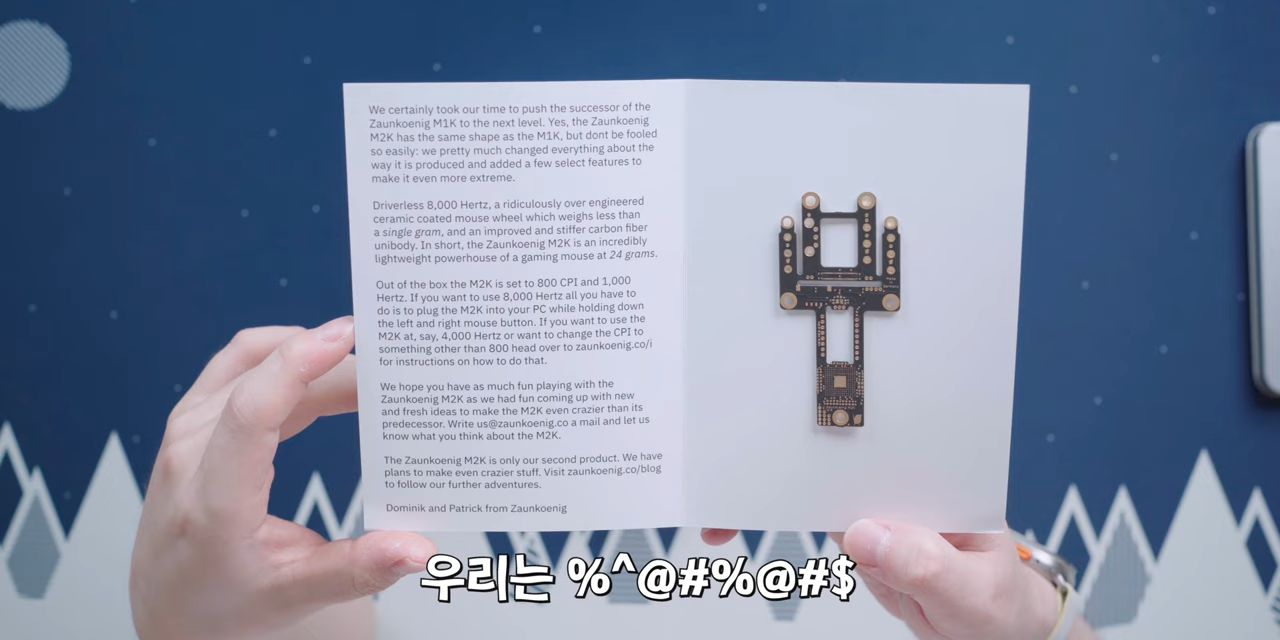 We certainly took our time to push the successor of the
Zaunkoenig M1K to the next level. Yes, the Zaunkoenig
M2K has the same shape as the M1K, but dont be fooled
so easily: we pretty much changed everything about the
way it is produced and added a few select features to
make it even more extreme.
Driverless 8,000 Hertz, a ridiculously over engineered
ceramic coated mouse wheel which weighs less than
a single gram, and an improved and stiffer carbon fiber
unibody. In short, the Zaunkoenig M2K is an incredibly
lightweight powerhouse of a gaming mouse at 24 grams.
Out of the box the M2K is set to 800 CPI and 1,000
Hertz. If you want to use 8,000 Hertz all you have to
do is to plug the M2K into your PC while holding down
the left and right mouse button. If you want to use the
M2K at, say, 4,000 Hertz or want to change the CPI to
something other than 800 head over to zaunkoenig.co/i
for instructions on how to do that.
We hope you have as much fun playing with the
Zaunkoenig M2K as we had fun coming up with new
and fresh ideas to make the M2K even crazier than its
predecessor. Write us@zaunkoenig.co a mail and let us
know what you think about the M2K.
The Zaunkoenig M2K is only our second product. We have
plans to make even crazier stuff. Visit zaunkoenig.co/blog
to follow our further adventures.
Dominik and Patrick from Zaunkoenig
우리는 %^@#%@#$